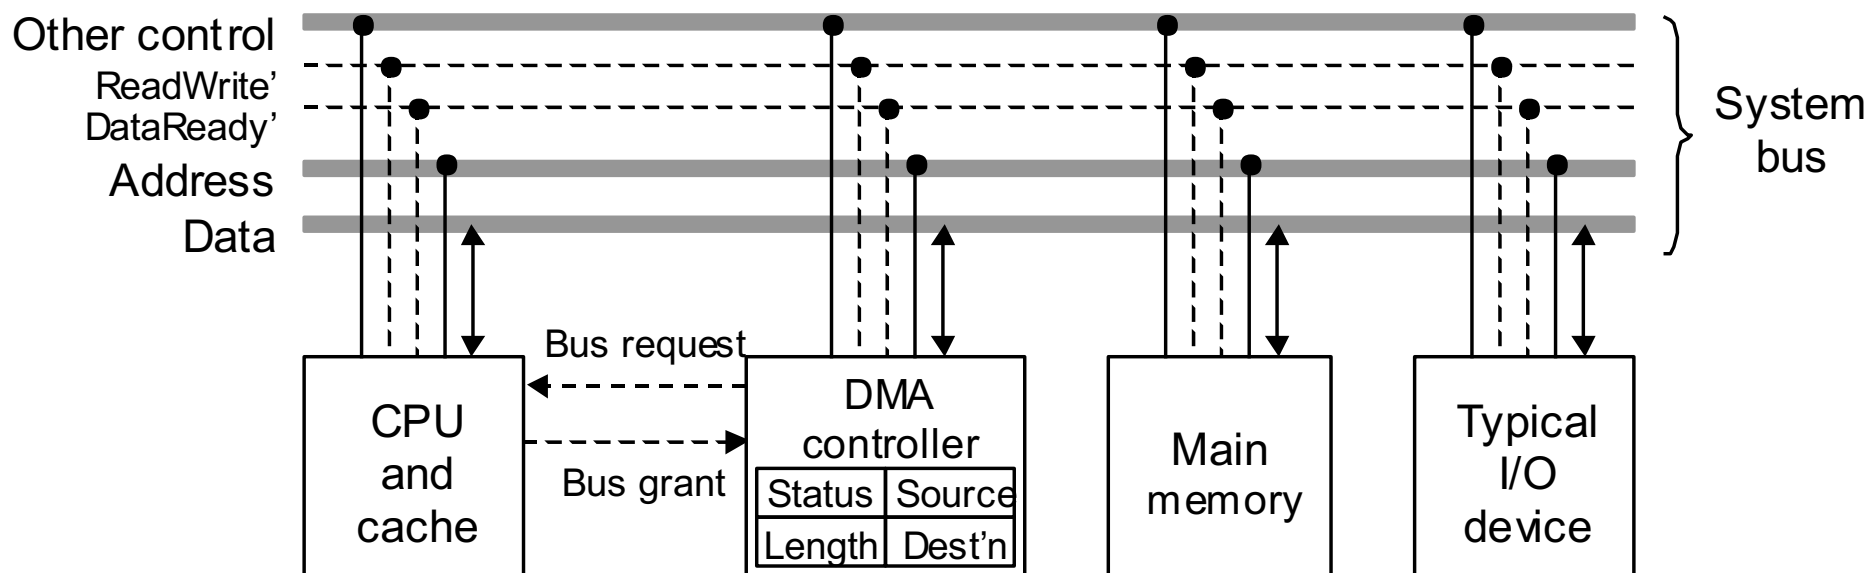 Other control
ReadWrite’
DataReady’
Address
Data
System
bus
Bus request
Bus grant
CPU
and
cache
DMA
controller
Status Source
Length Dest’n
Main
memory
Typical
I/O
device